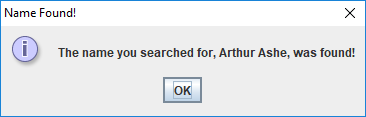 Name Found!
The name you searched for, Arthur Ashe, was found!
OK